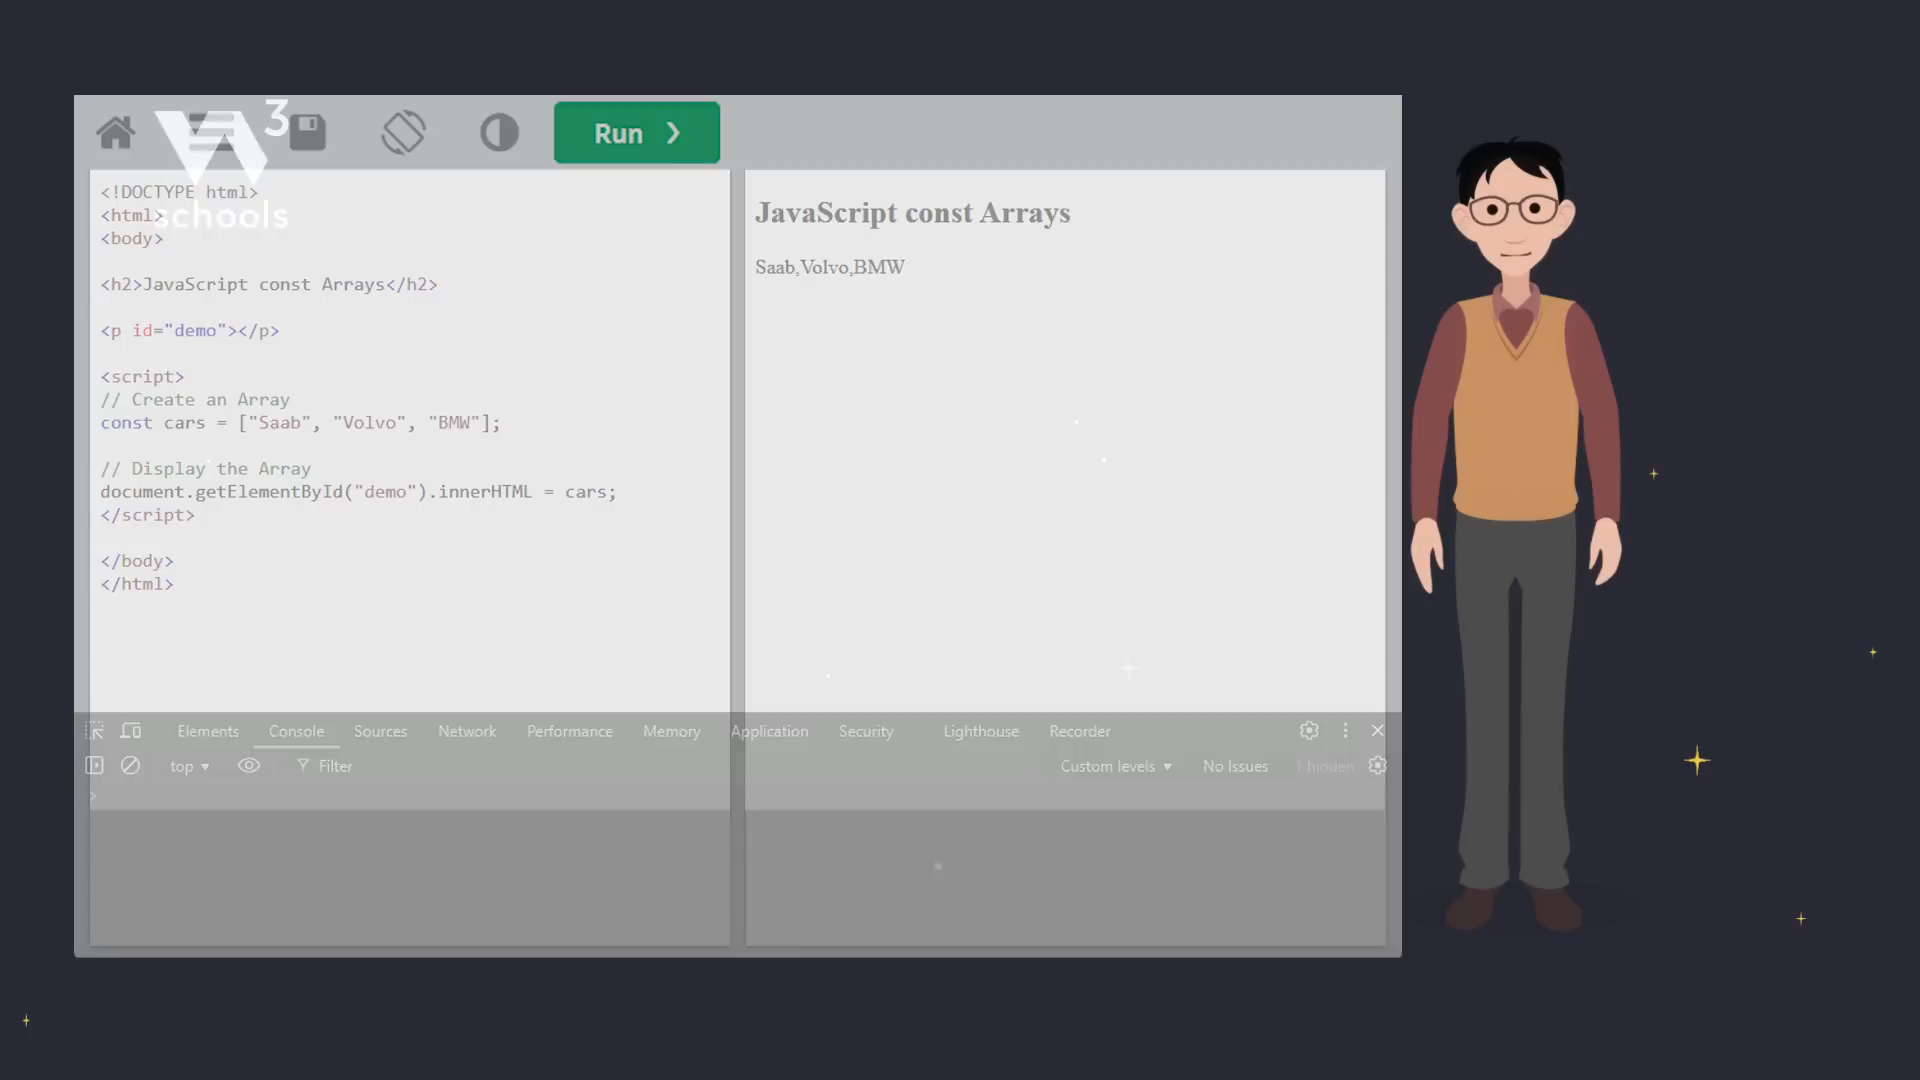 3
schools
Run
<!DOCTYPE html>
<html>
<body>
<h2>JavaScript const Arrays</h2>
<p id="demo"></p>
<script>
// Create an Array
const cars = ["Saab", "Volvo", "BMW"];
// Display the Array
document.getElementById("demo").innerHTML = cars;
</script>
</body>
</html>
JavaScript const Arrays
Saab,Volvo,BMW
Elements Console Sources Network Performance Memory Application Security Lighthouse Recorder
top Filter Custom levels No Issues 1 hidden